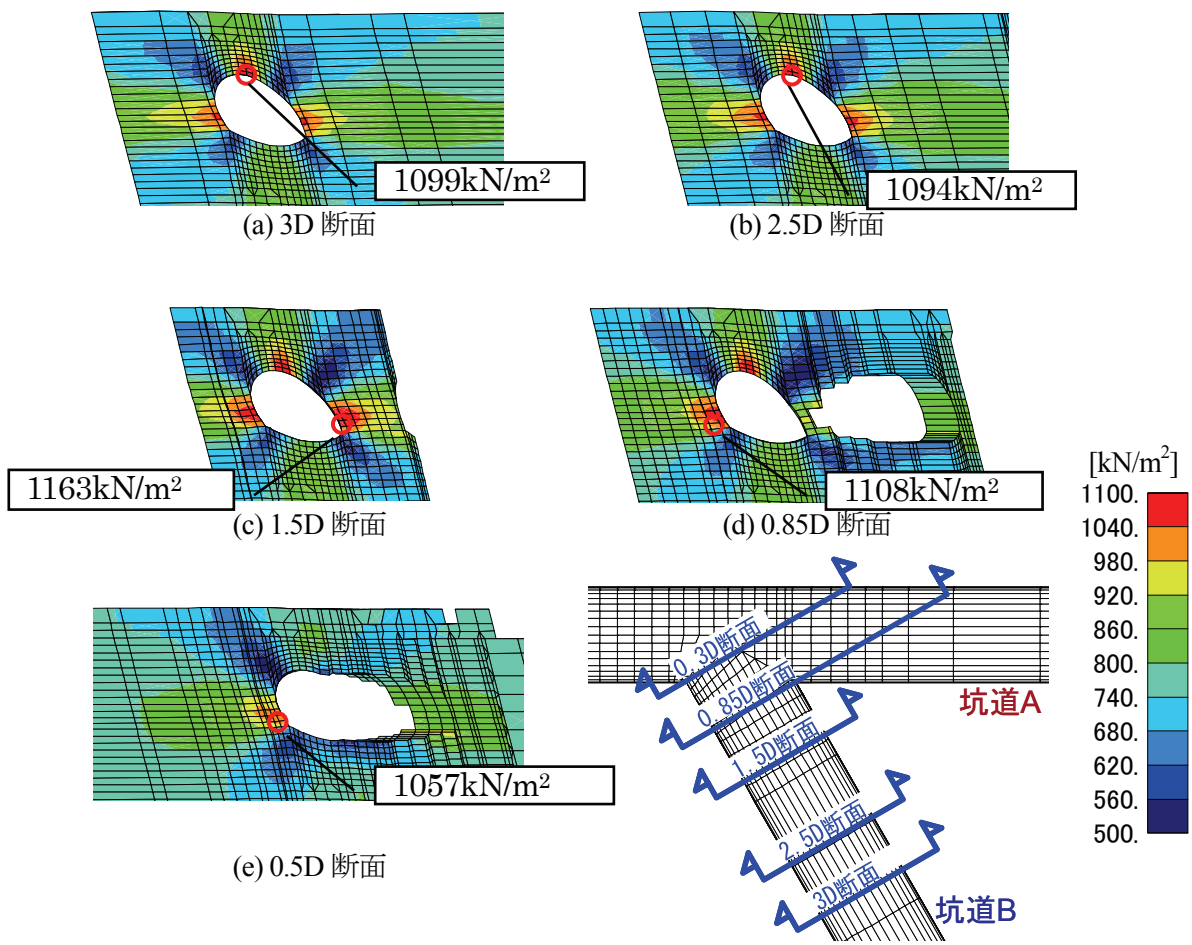 1099kN/m²
(a) 3D 断面
1094kN/m²
(b) 2.5D 断面
1163kN/m²
(c) 1.5D 断面
1108kN/m²
(d) 0.85D 断面
1057kN/m²
(e) 0.5D 断面
0.3D断面
0.85D断面
1.5D断面
2.5D断面
3D断面
坑道A
坑道B
[kN/m²]
1100.
1040.
980.
920.
860.
800.
740.
680.
620.
560.
500.